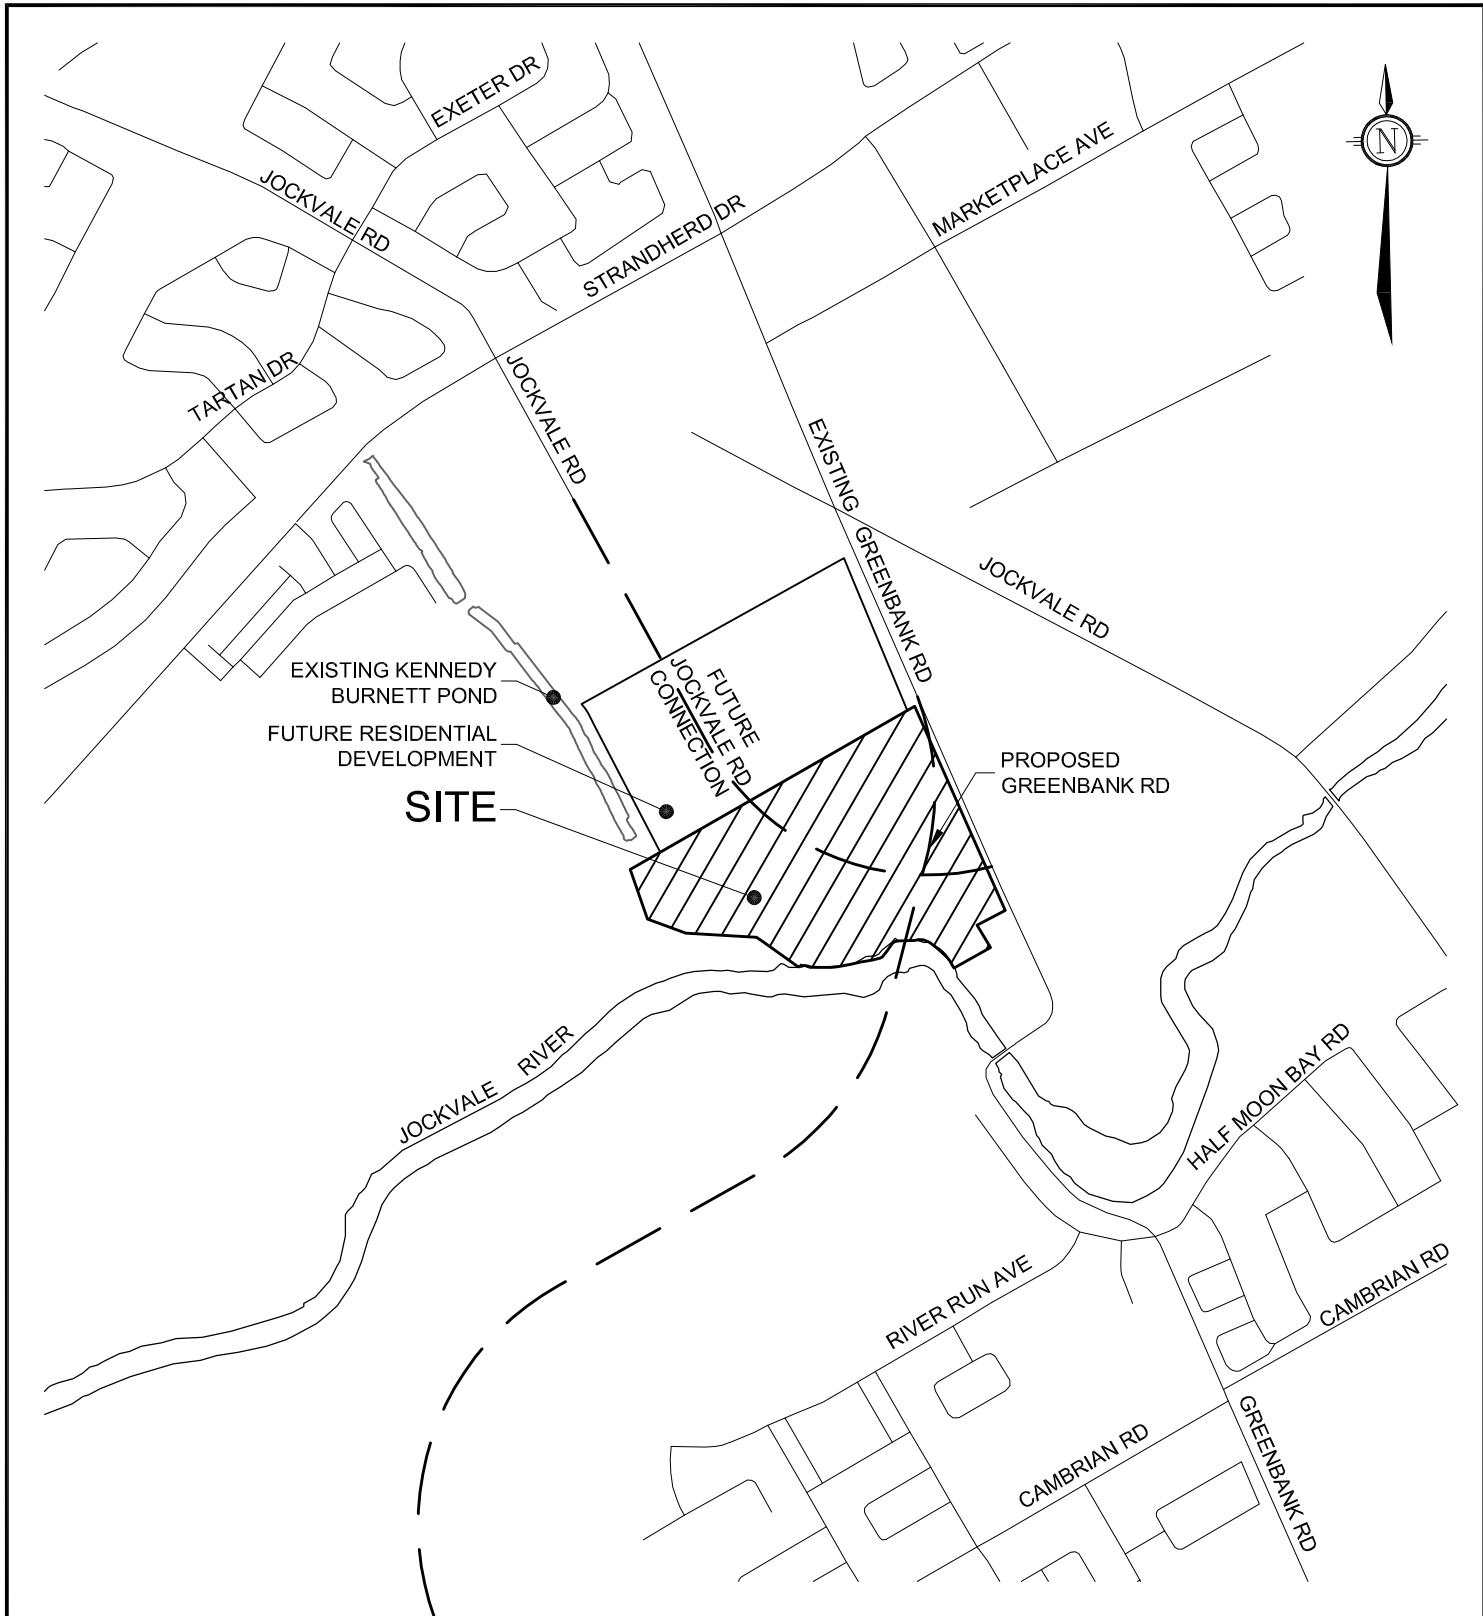 EXETER DR
N
MARKETPLACE AVE
JOCKVALE RD
STRANDHERD DR
TARTAN DR
JOCKVALE RD
EXISTING GREENBANK RD
JOCKVALE RD
EXISTING KENNEDY
BURNETT POND
FUTURE
JOCKVALE RD
CONNECTION
FUTURE RESIDENTIAL
DEVELOPMENT
PROPOSED
GREENBANK RD
SITE
JOCKVALE RIVER
HALF MOON BAY RD
RIVER RUN AVE
CAMBRIAN RD
CAMBRIAN RD
GREENBANK RD